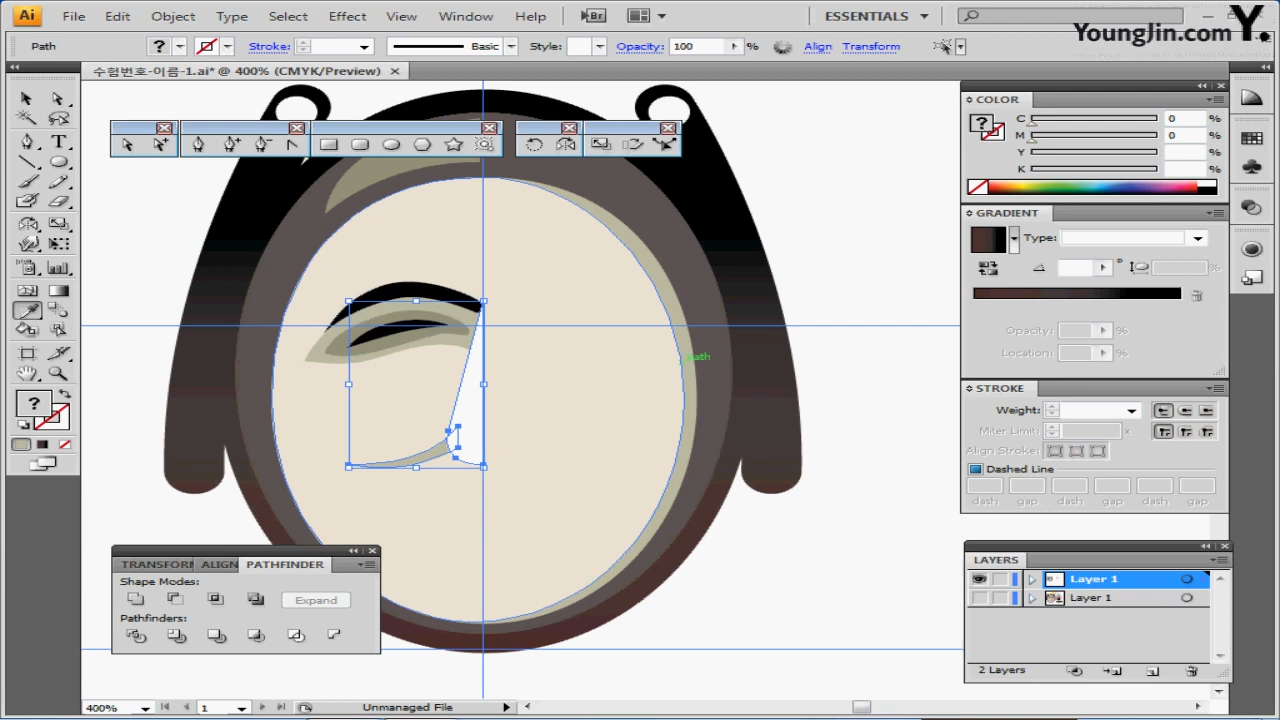 Ai File Edit Object Type Select Effect View Window Help Br ESSENTIALS
YoungJin.com Y.
Path ? Stroke: Basic Style: Opacity: 100 % Align Transform
수험번호-이름-1.ai* @ 400% (CMYK/Preview)
COLOR
C 0 %
M 0 %
Y %
K %
GRADIENT
Type:
%
Opacity: %
Location: %
path
STROKE
Weight:
Miter Limit: x
Align Stroke:
Dashed Line
dash gap dash gap dash gap
TRANSFORM ALIGN PATHFINDER
Shape Modes:
Expand
Pathfinders:
LAYERS
Layer 1
Layer 1
2 Layers
400% 1 Unmanaged File